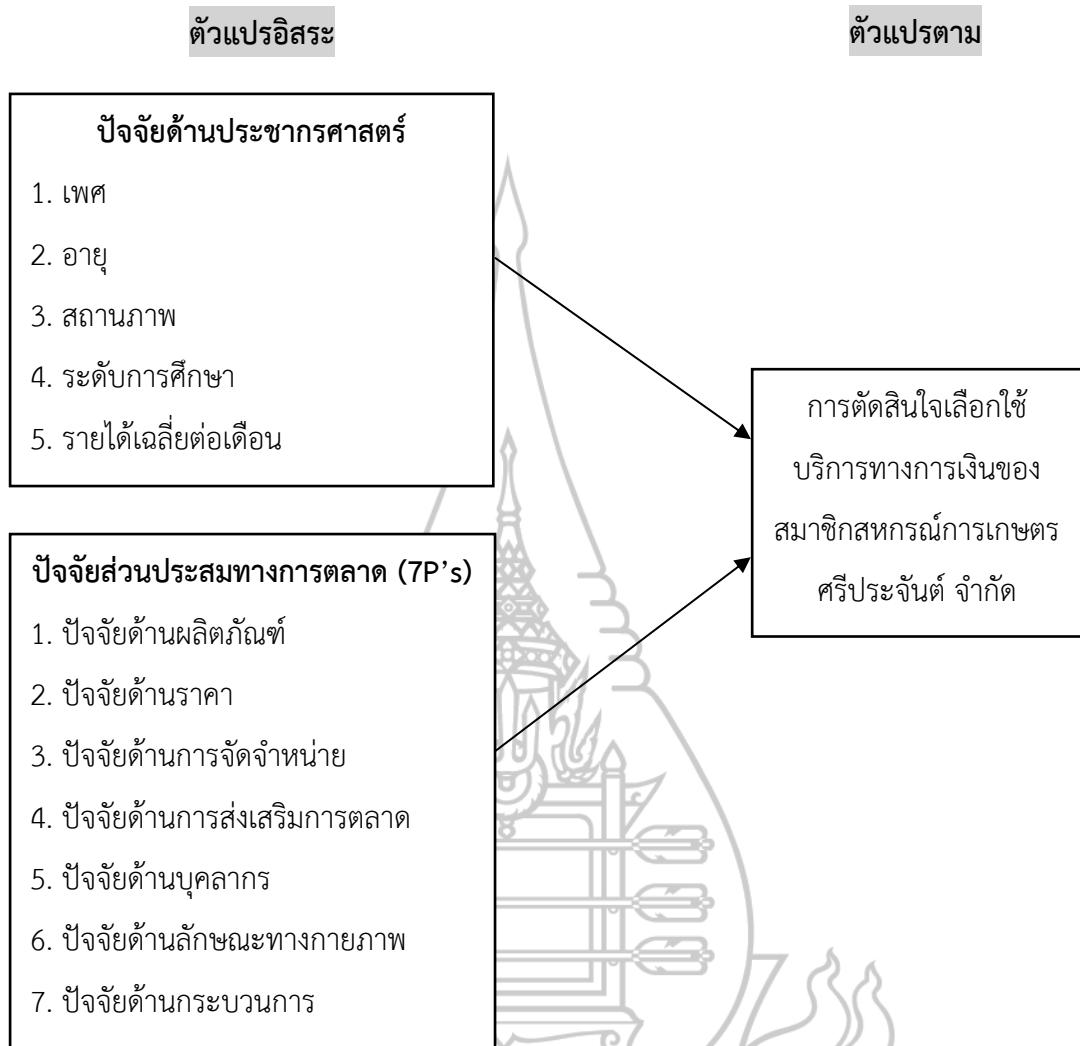 ตัวแปรอิสระ
ตัวแปรตาม
ปัจจัยด้านประชากรศาสตร์
1. เพศ
2. อายุ
3. สถานภาพ
4. ระดับการศึกษา
5. รายได้เฉลี่ยต่อเดือน
ปัจจัยส่วนประสมทางการตลาด (7P's)
1. ปัจจัยด้านผลิตภัณฑ์
2. ปัจจัยด้านราคา
3. ปัจจัยด้านการจัดจำหน่าย
4. ปัจจัยด้านการส่งเสริมการตลาด
5. ปัจจัยด้านบุคลากร
6. ปัจจัยด้านลักษณะทางกายภาพ
7. ปัจจัยด้านกระบวนการ
การตัดสินใจเลือกใช้
บริการทางการเงินของ
สมาชิกสหกรณ์การเกษตร
ศรีประจันต์ จำกัด